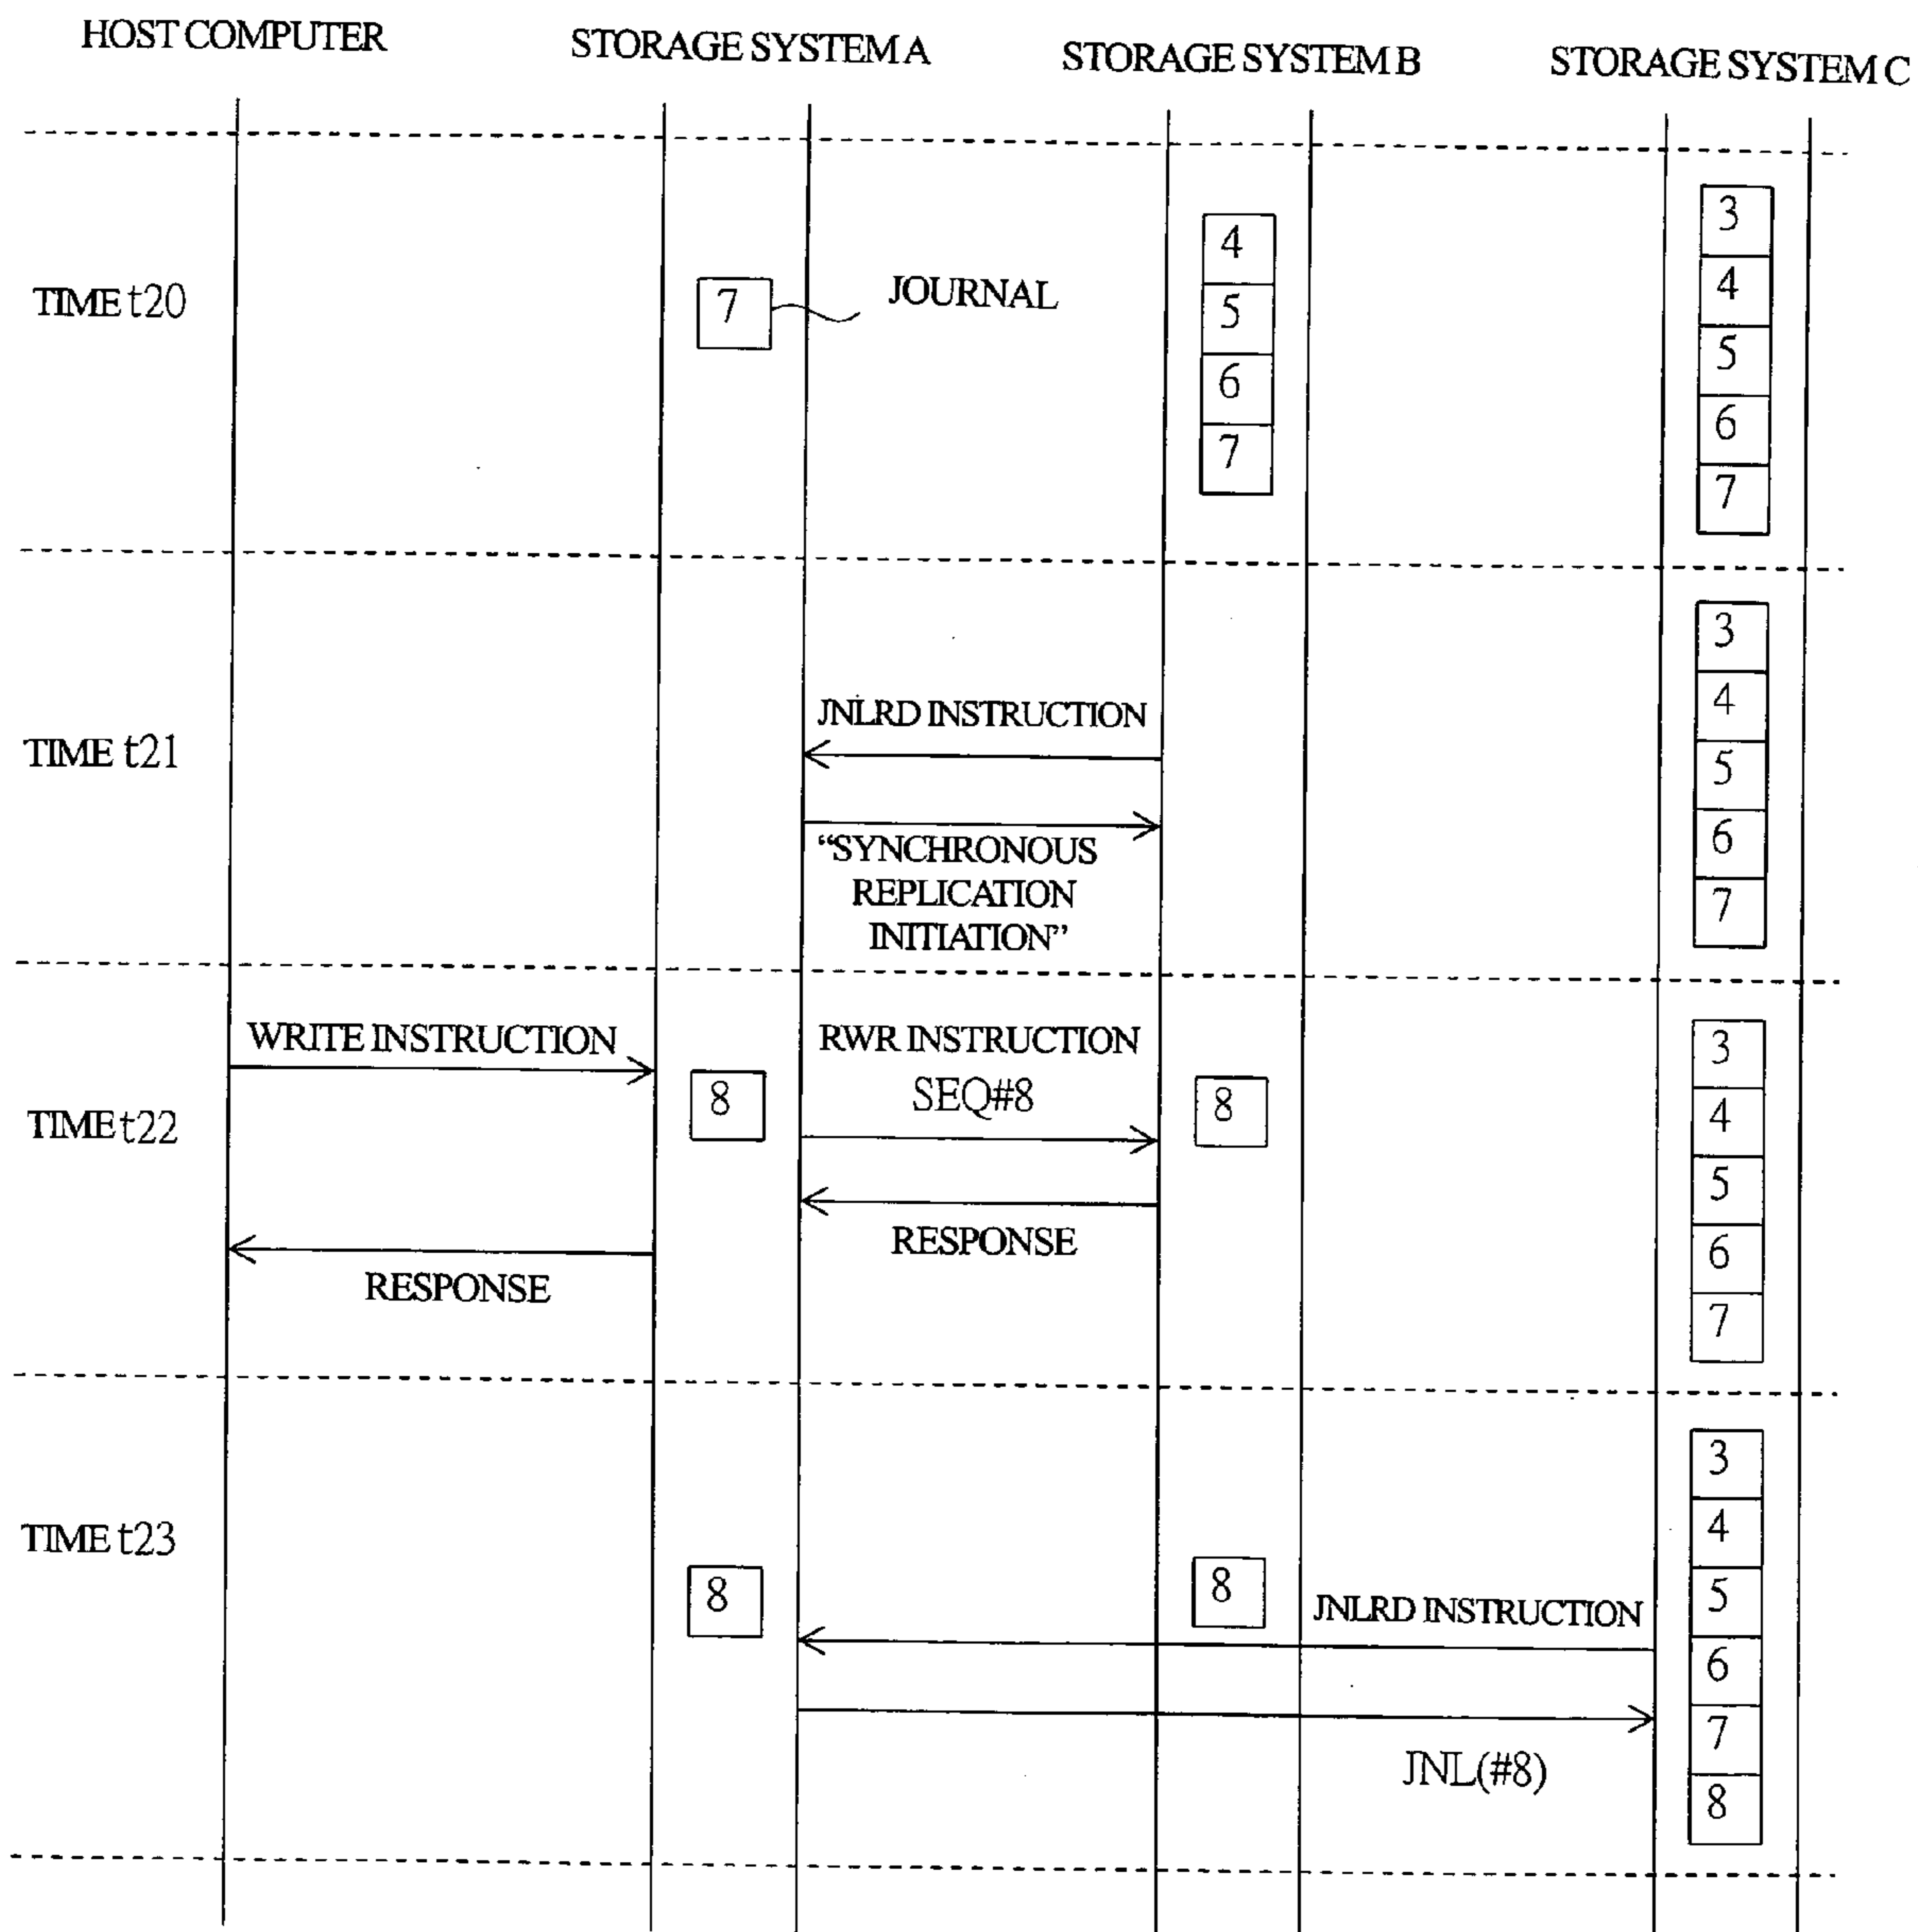 HOST COMPUTER
STORAGE SYSTEM A
STORAGE SYSTEM B
STORAGE SYSTEM C
TIME t20
7
JOURNAL
4
5
6
7
3
4
5
6
7
TIME t21
JNLRD INSTRUCTION
“SYNCHRONOUS
REPLICATION
INITIATION”
3
4
5
6
7
TIME t22
WRITE INSTRUCTION
8
RWR INSTRUCTION
SEQ#8
8
RESPONSE
RESPONSE
3
4
5
6
7
TIME t23
8
8
JNLRD INSTRUCTION
JNL(#8)
3
4
5
6
7
8